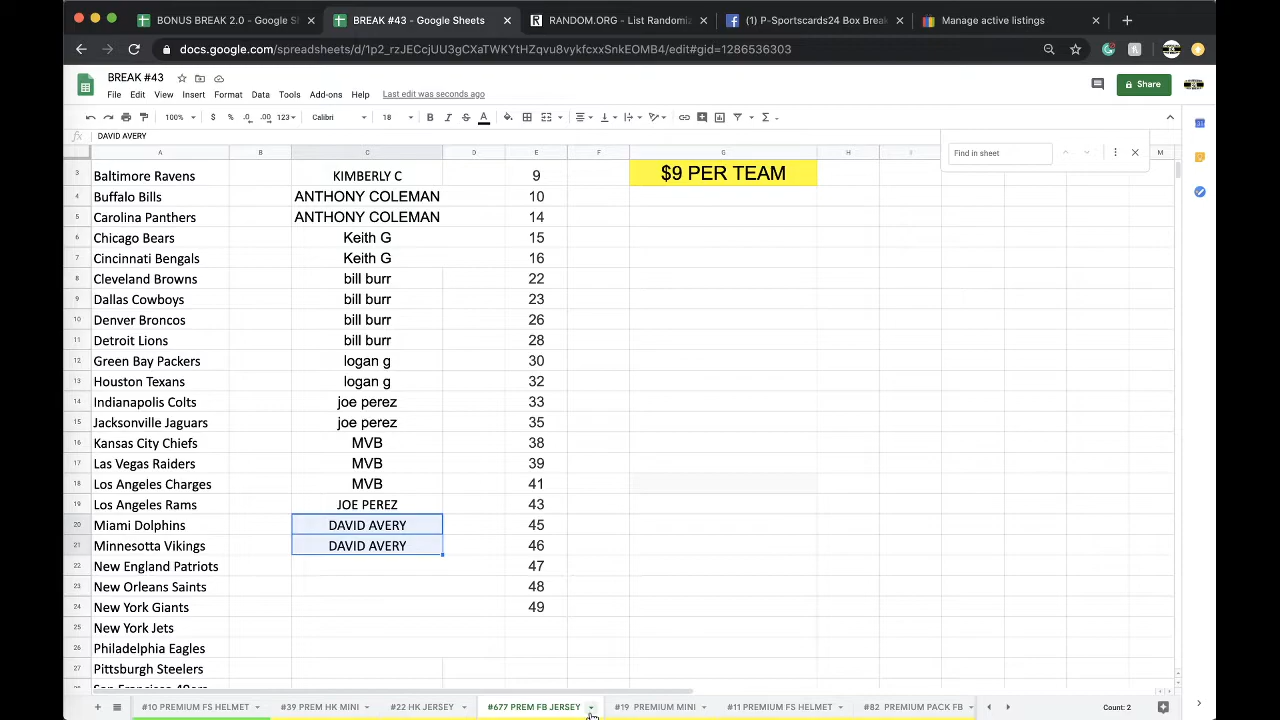 BONUS BREAK 2.0 - Google S
BREAK #43 - Google Sheets
RANDOM.ORG - List Randomiz
(1) P-Sportscards24 Box Break
Manage active listings
docs.google.com/spreadsheets/d/1p2_rzJECcjUU3gCXaTWKYtHZqvu8vykfcxxSnkEOMB4/edit#gid=1286536303
BREAK #43
File Edit View Insert Format Data Tools Add-ons Help Last edit was seconds ago
Share
100% $ % .0 .00 123 Calibri 18 B I S A
fx DAVID AVERY
Find in sheet
A B C D E F G H I M
3 Baltimore Ravens KIMBERLY C 9 $9 PER TEAM
4 Buffalo Bills ANTHONY COLEMAN 10
5 Carolina Panthers ANTHONY COLEMAN 14
6 Chicago Bears Keith G 15
7 Cincinnati Bengals Keith G 16
8 Cleveland Browns bill burr 22
9 Dallas Cowboys bill burr 23
10 Denver Broncos bill burr 26
11 Detroit Lions bill burr 28
12 Green Bay Packers logan g 30
13 Houston Texans logan g 32
14 Indianapolis Colts joe perez 33
15 Jacksonville Jaguars joe perez 35
16 Kansas City Chiefs MVB 38
17 Las Vegas Raiders MVB 39
18 Los Angeles Charges MVB 41
19 Los Angeles Rams JOE PEREZ 43
20 Miami Dolphins DAVID AVERY 45
21 Minnesotta Vikings DAVID AVERY 46
22 New England Patriots 47
23 New Orleans Saints 48
24 New York Giants 49
25 New York Jets
26 Philadelphia Eagles
27 Pittsburgh Steelers
#10 PREMIUM FS HELMET #39 PREM HK MINI #22 HK JERSEY #677 PREM FB JERSEY #19 PREMIUM MINI #11 PREMIUM FS HELMET #82 PREMIUM PACK FB Count: 2